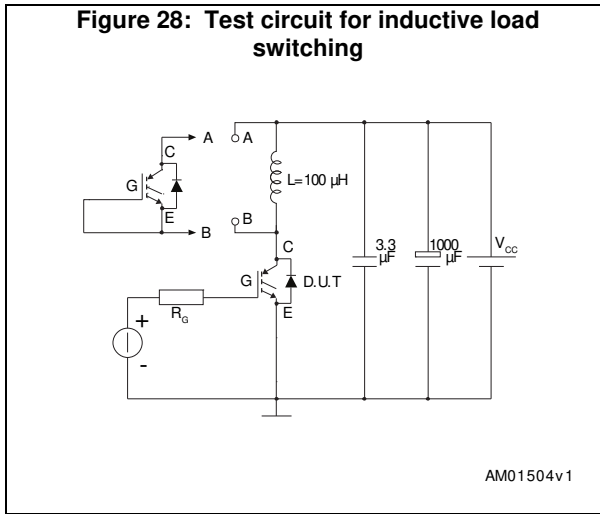 Figure 28: Test circuit for inductive load
switching
A
A
C
G
L=100 µH
E
B
B
C
3.3
µF
1000
µF
V_CC
G
D.U.T
E
R_G
+
-
AM01504v1